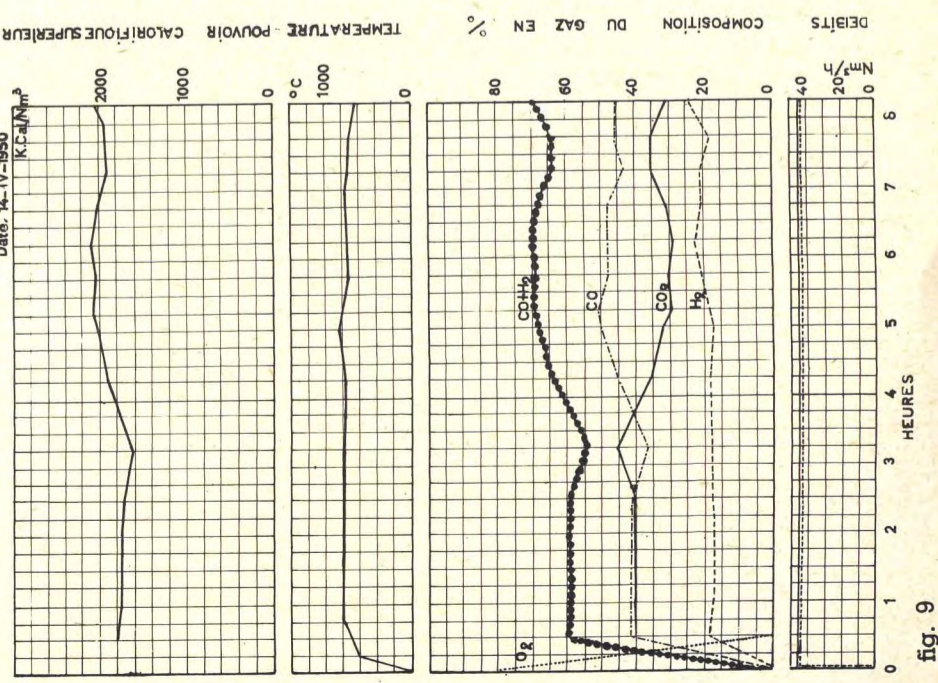 Date, 14-IV-1950
POUVOIR CALORIFIQUE SUPERIEUR
K.Cal/Nm³
2000
1000
0
TEMPERATURE -
°C
1000
0
COMPOSITION DU GAZ EN %
80
60
40
20
0
CO+H2
CO
CO2
H2
O2
DEBITS
Nm³/h
40
20
0
0 1 2 3 4 5 6 7 8
HEURES
fig. 9